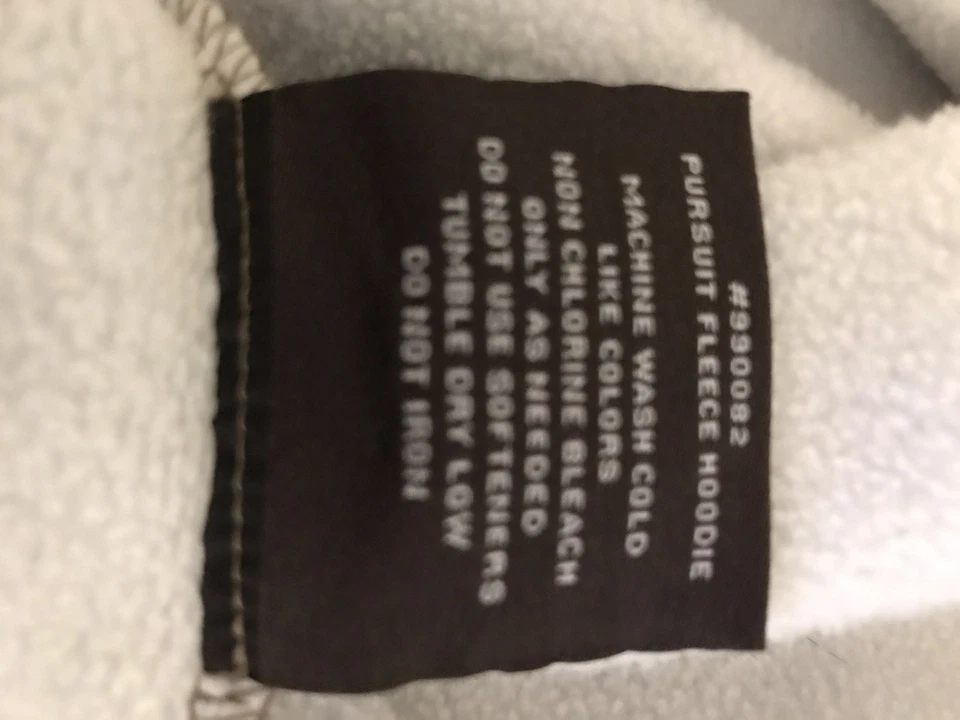 #990082
PURSUIT FLEECE HOODIE
MACHINE WASH COLD
LIKE COLORS
NON CHLORINE BLEACH
ONLY AS NEEDED
DO NOT USE SOFTENERS
TUMBLE DRY LOW
DO NOT IRON